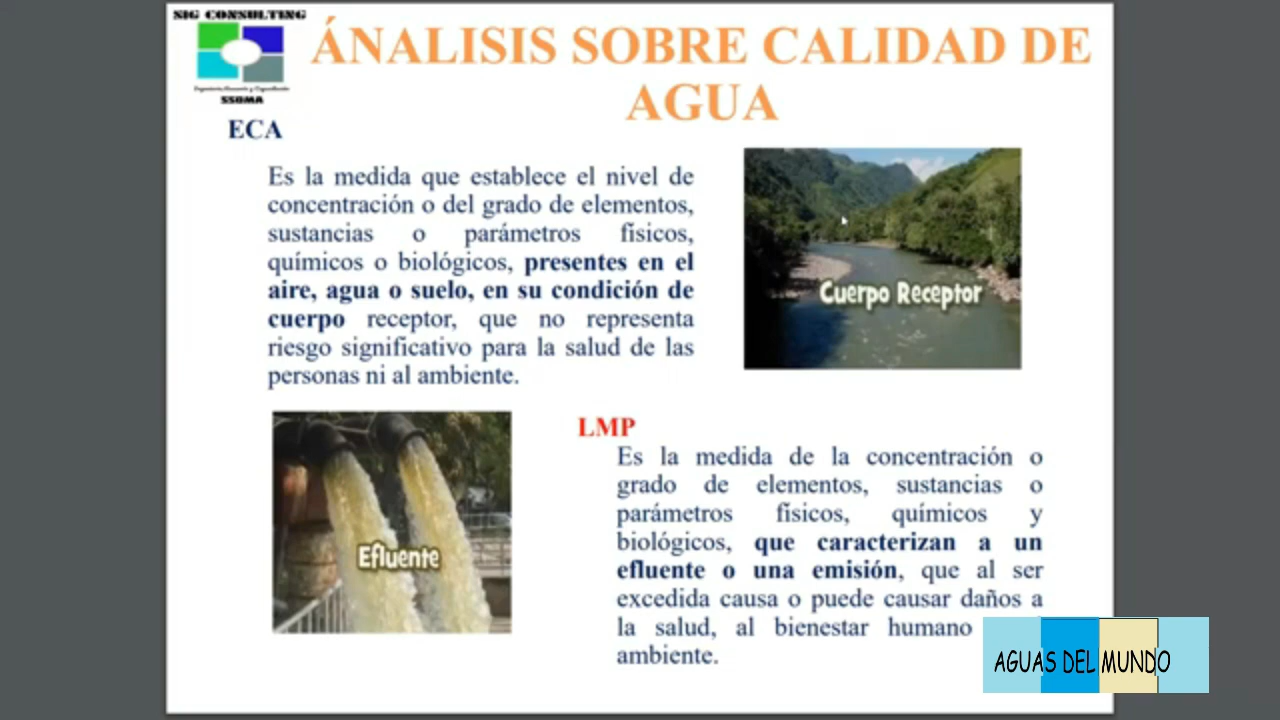 SIG CONSULTING
SSOMA
ÁNALISIS SOBRE CALIDAD DE
AGUA
ECA
Es la medida que establece el nivel de
concentración o del grado de elementos,
sustancias o parámetros físicos,
químicos o biológicos, presentes en el
aire, agua o suelo, en su condición de
cuerpo receptor, que no representa
riesgo significativo para la salud de las
personas ni al ambiente.
Cuerpo Receptor
Efluente
LMP
Es la medida de la concentración o
grado de elementos, sustancias o
parámetros físicos, químicos y
biológicos, que caracterizan a un
efluente o una emisión, que al ser
excedida causa o puede causar daños a
la salud, al bienestar humano
ambiente.
AGUAS DEL MUNDO